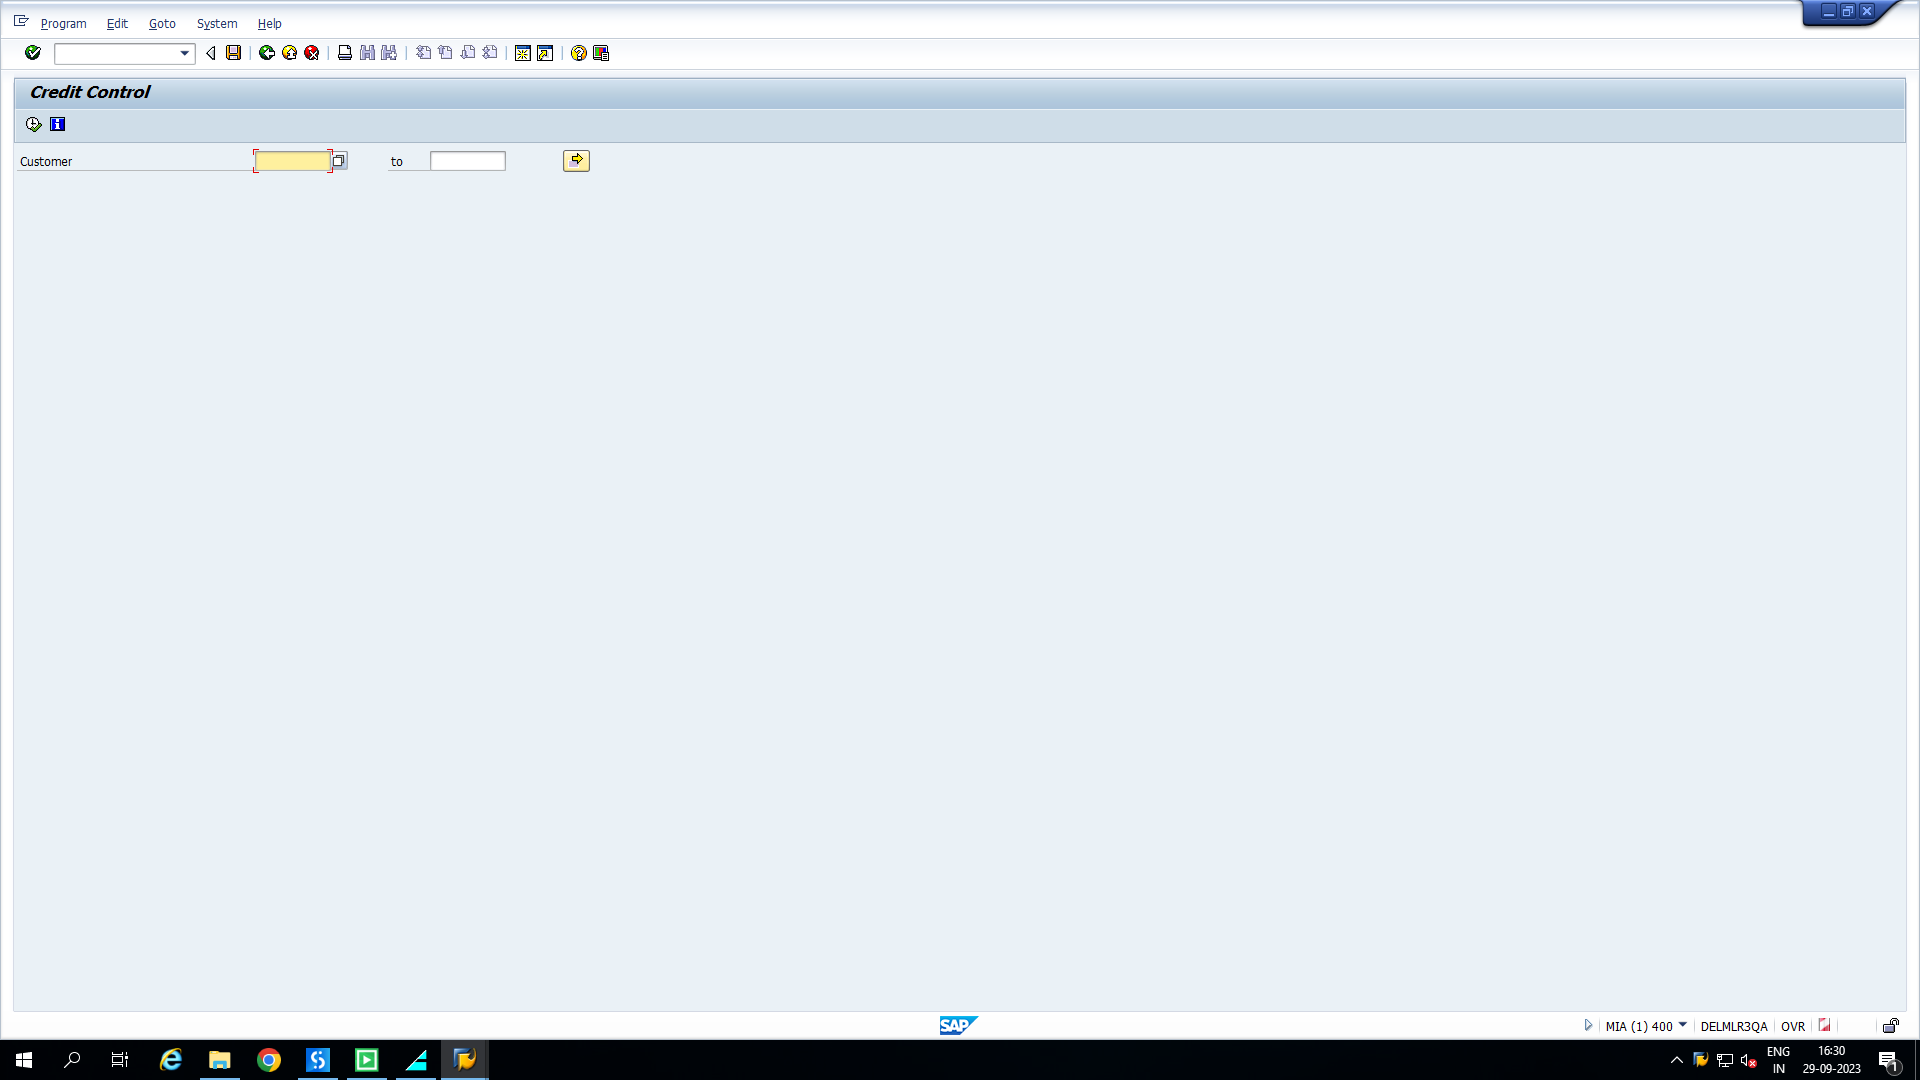 Program Edit Goto System Help
Credit Control
Customer to
SAP
MIA (1) 400 DELMLR3QA OVR
ENG 16:30
IN 29-09-2023 1